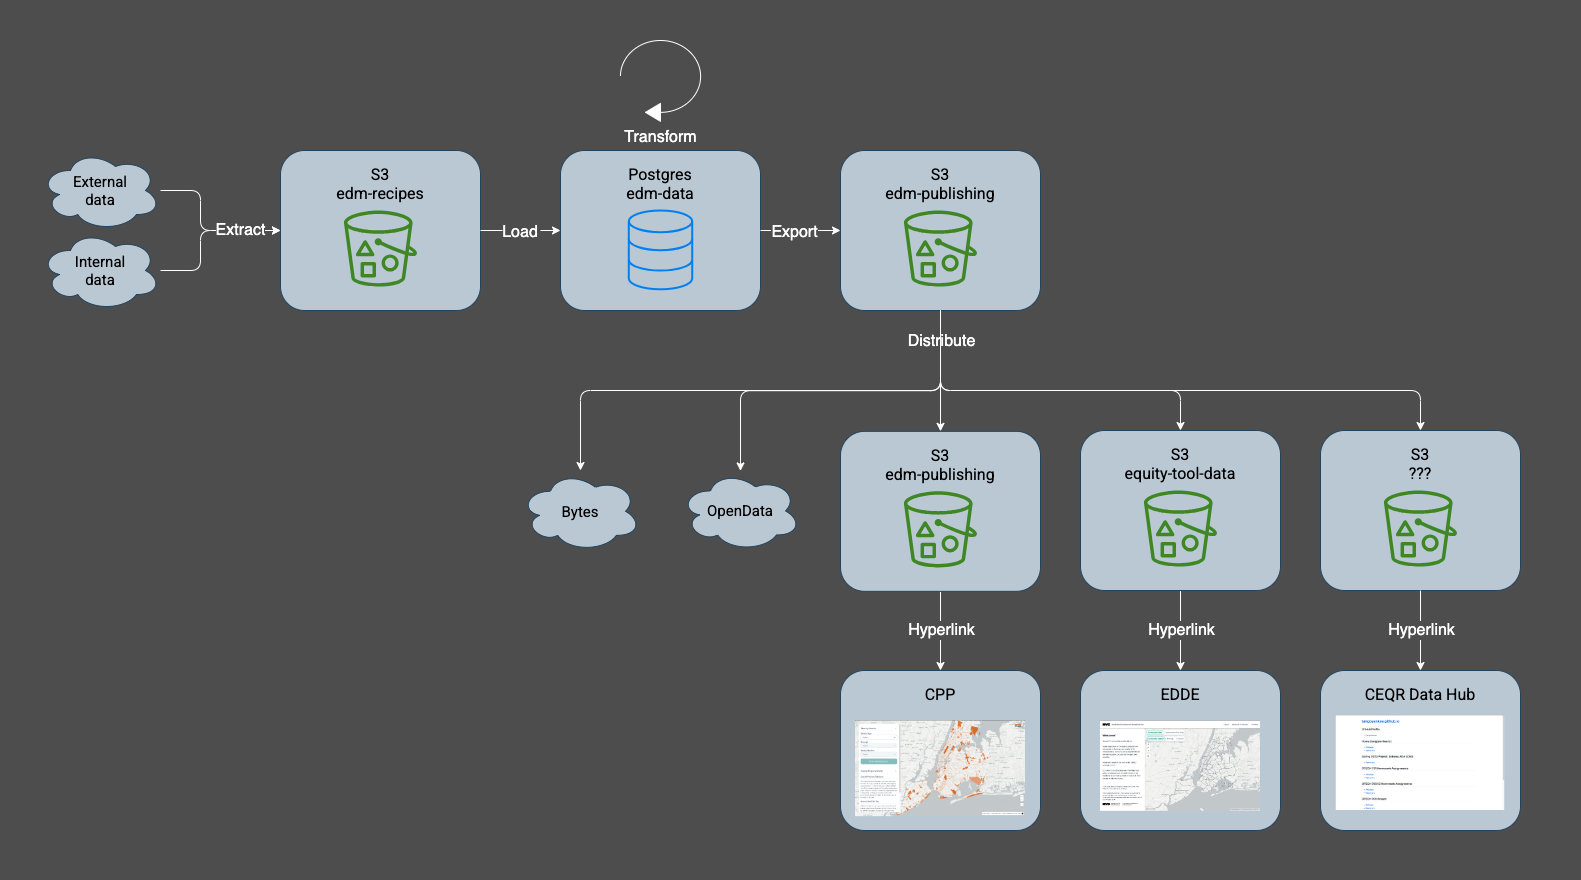 Transform
External
data
Internal
data
Extract
S3
edm-recipes
Load
Postgres
edm-data
Export
S3
edm-publishing
Distribute
Bytes
OpenData
S3
edm-publishing
S3
equity-tool-data
S3
???
Hyperlink
Hyperlink
Hyperlink
CPP
EDDE
CEQR Data Hub